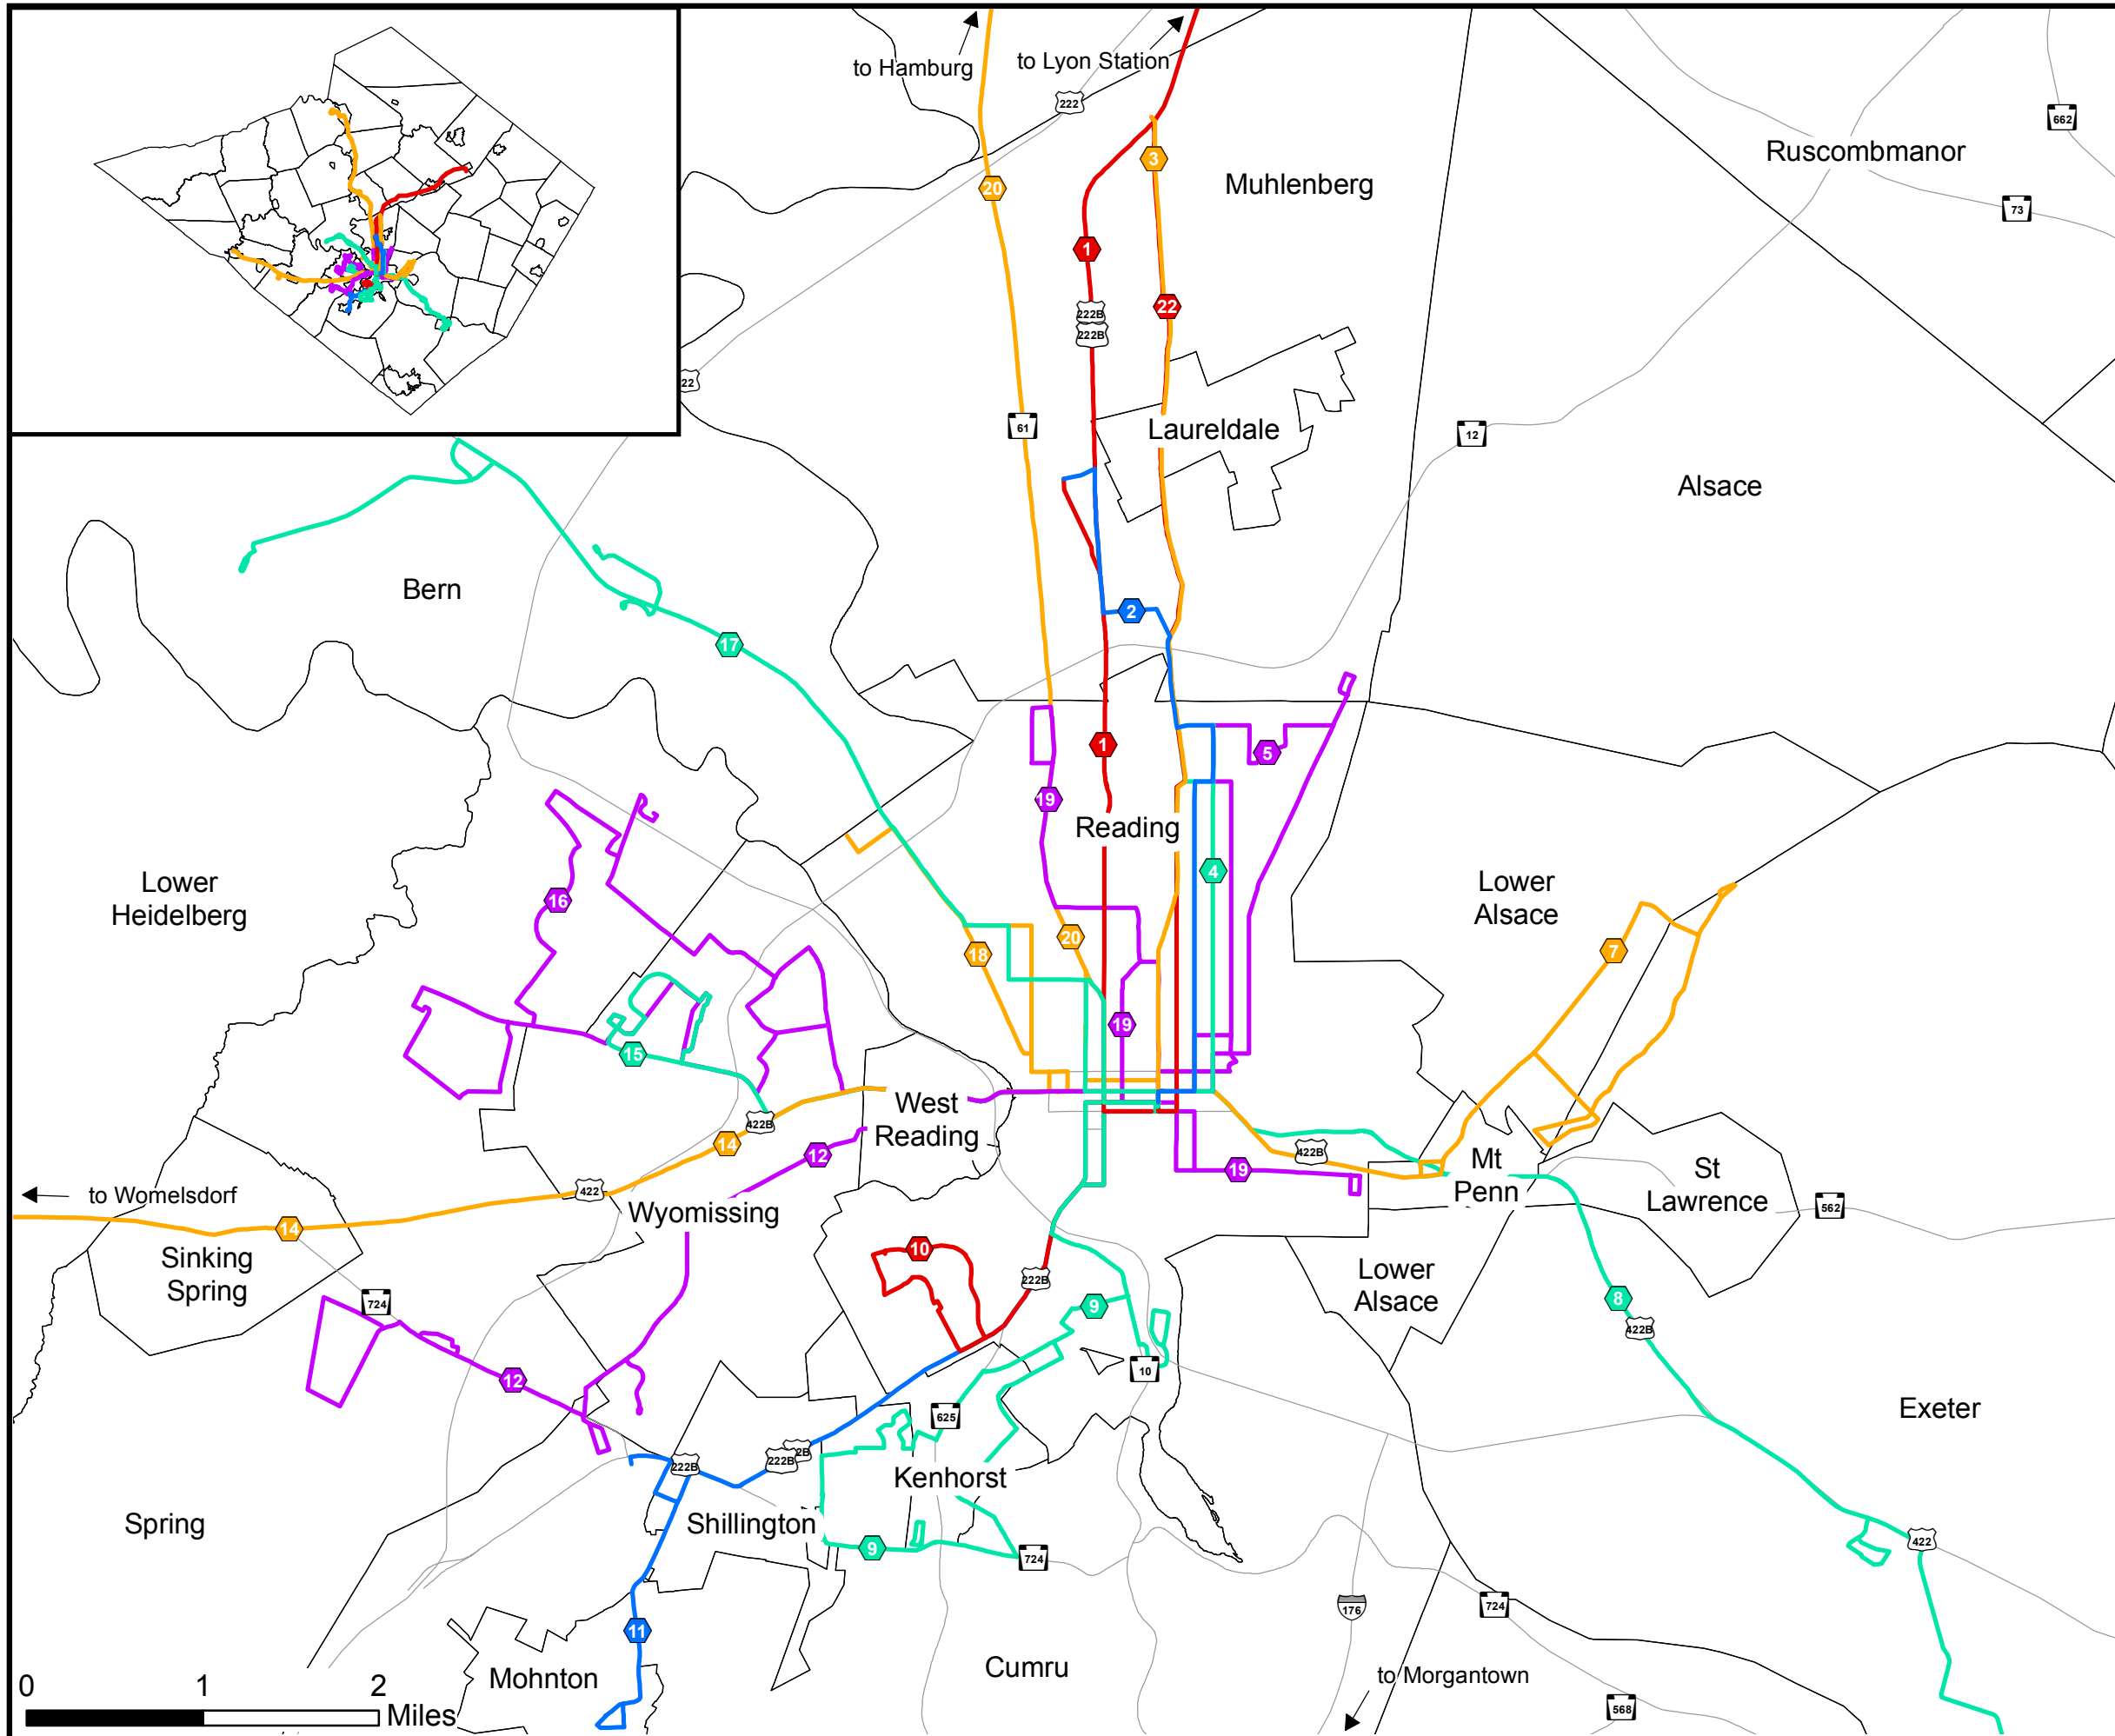 to Hamburg
to Lyon Station
222
662
3
Ruscombmanor
20
Muhlenberg
73
1
222B
22
222B
22
61
Laureldale
12
Alsace
Bern
2
17
1
5
19
Reading
4
Lower
Heidelberg
16
Lower
Alsace
20
7
18
19
15
West
Reading
422B
14
12
422B
Mt
Penn
St
Lawrence
19
to Womelsdorf
422
Wyomissing
562
14
Sinking
Spring
10
222B
Lower
Alsace
724
9
8
422B
10
12
625
Exeter
2B
222B
222B
Kenhorst
Spring
Shillington
9
724
422
176
724
11
Mohnton
Cumru
to Morgantown
568
0 1 2
Miles